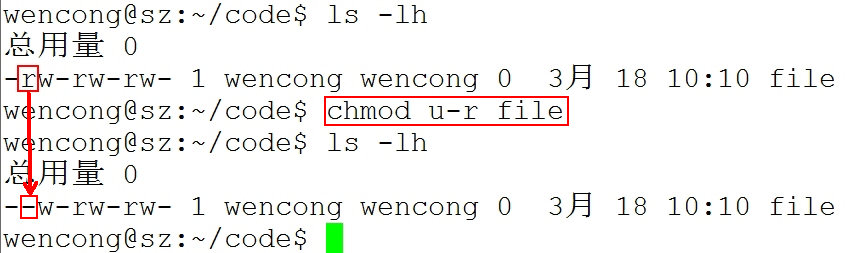 wencong@sz:~/code$ ls -lh
总用量 0
-rw-rw-rw- 1 wencong wencong 0  3月 18 10:10 file
wencong@sz:~/code$ chmod u-r file
wencong@sz:~/code$ ls -lh
总用量 0
--w-rw-rw- 1 wencong wencong 0  3月 18 10:10 file
wencong@sz:~/code$